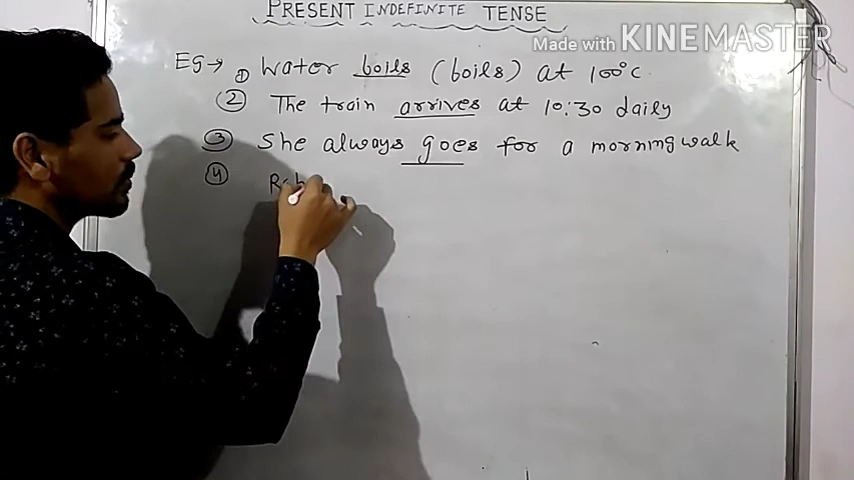 PRESENT INDEFINITE TENSE
Made with KINEMASTER
Eg → ① Water boils (boils) at 100°C.
② The train arrives at 10:30 daily
③ She always goes for a morning walk
④